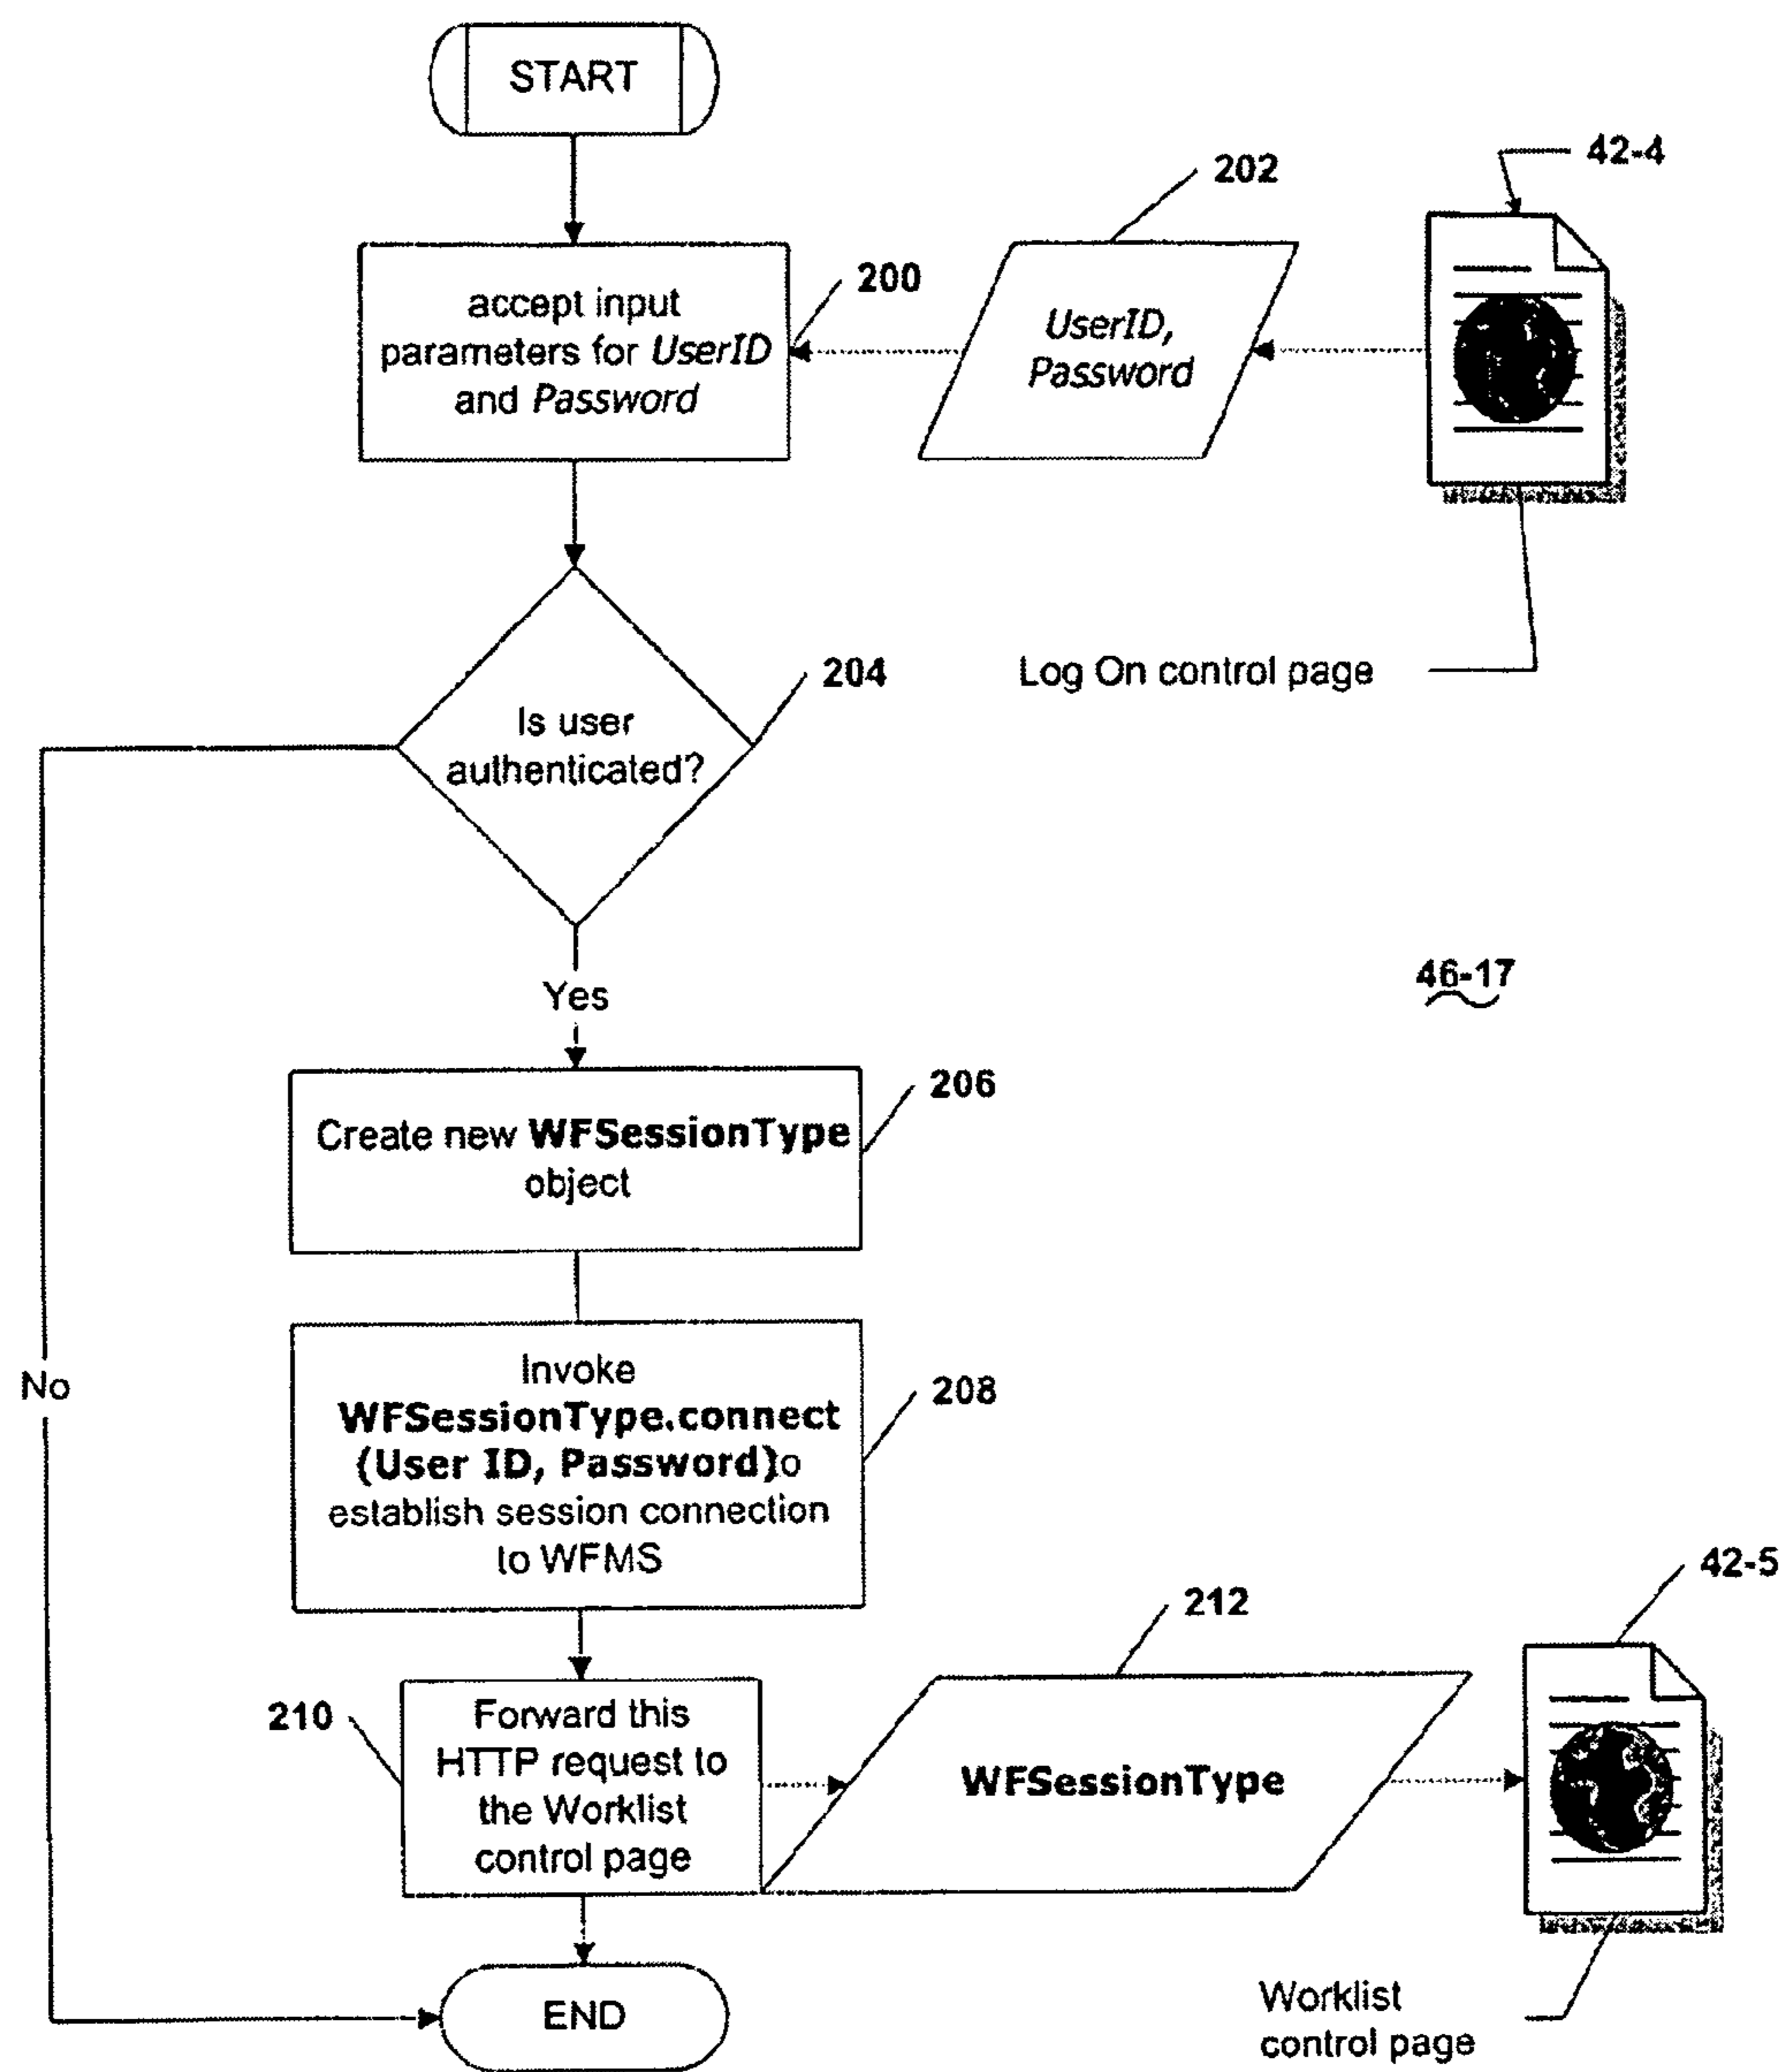 START
42-4
202
200
accept input
parameters for UserID
and Password
UserID,
Password
204
Log On control page
Is user
authenticated?
46-17
Yes
206
Create new WFSessionType
object
No
Invoke
208
WFSessionType.connect
(User ID, Password)o
establish session connection
to WFMS
42-5
212
210
Forward this
HTTP request to
the Worklist
control page
WFSessionType
END
Worklist
control page